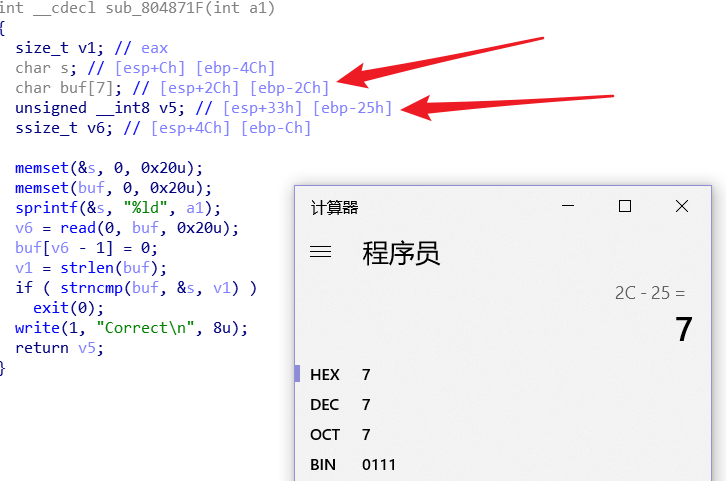 int __cdecl sub_804871F(int a1)
{
size_t v1; // eax
char s; // [esp+Ch] [ebp-4Ch]
char buf[7]; // [esp+2Ch] [ebp-2Ch]
unsigned __int8 v5; // [esp+33h] [ebp-25h]
ssize_t v6; // [esp+4Ch] [ebp-Ch]
memset(&s, 0, 0x20u);
memset(buf, 0, 0x20u);
sprintf(&s, "%ld", a1);
v6 = read(0, buf, 0x20u);
buf[v6 - 1] = 0;
v1 = strlen(buf);
if ( strncmp(buf, &s, v1) )
exit(0);
write(1, "Correct\n", 8u);
return v5;
}
计算器
程序员
2C - 25 =
7
HEX 7
DEC 7
OCT 7
BIN 0111